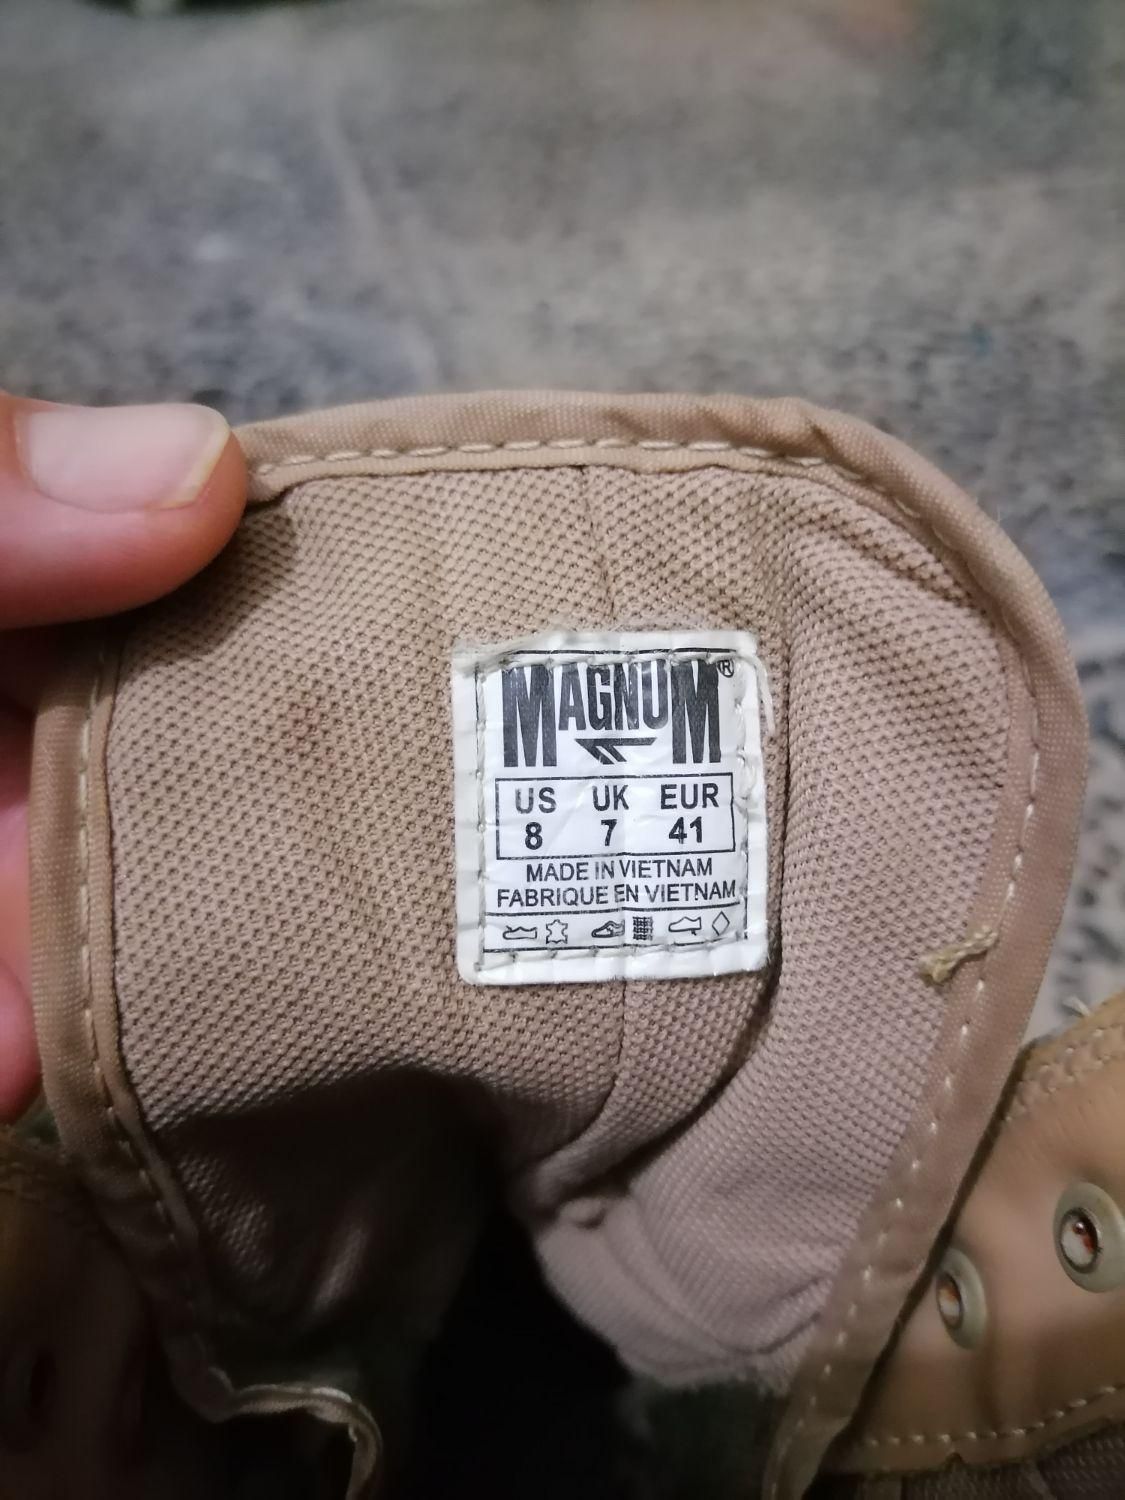 MAGNUM®
US UK EUR
8 7 41
MADE IN VIETNAM
FABRIQUE EN VIETNAM